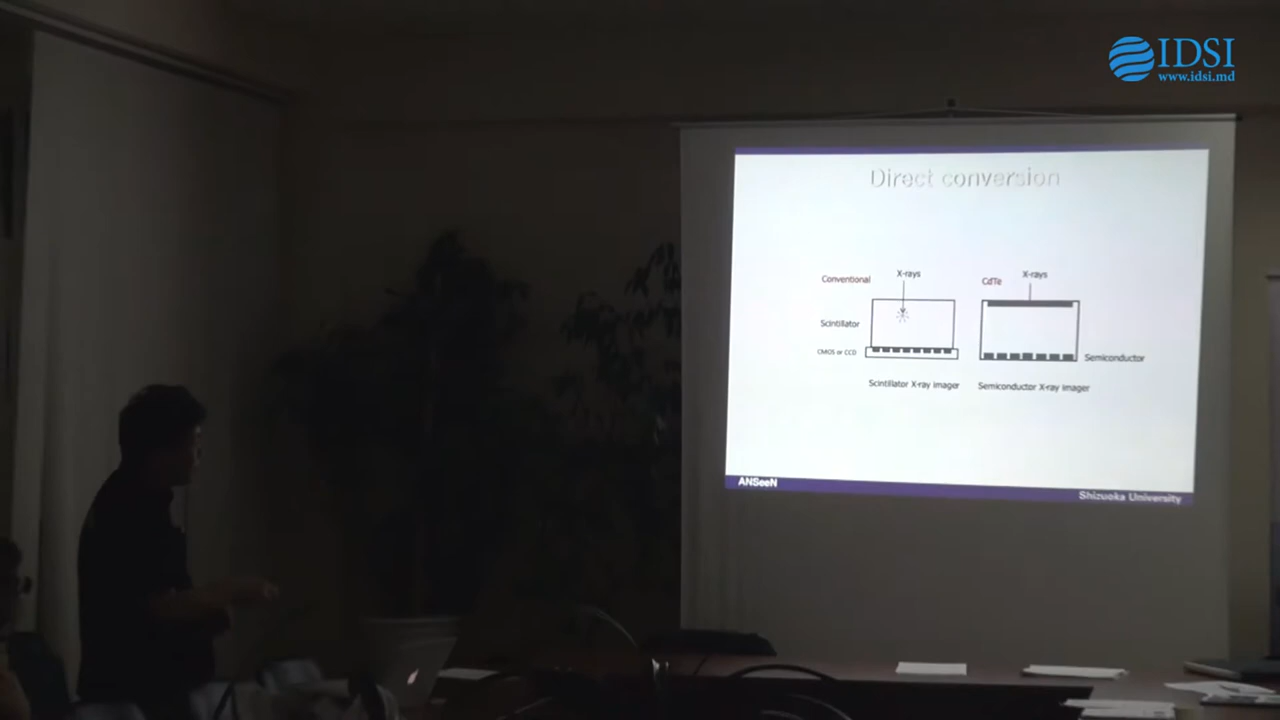 IDSI
www.idsi.md
Direct conversion
Conventional
X-rays
Scintillator
CMOS or CCD
Scintillator X-ray imager
CdTe
X-rays
Semiconductor
Semiconductor X-ray imager
ANSeeN
Shizuoka University